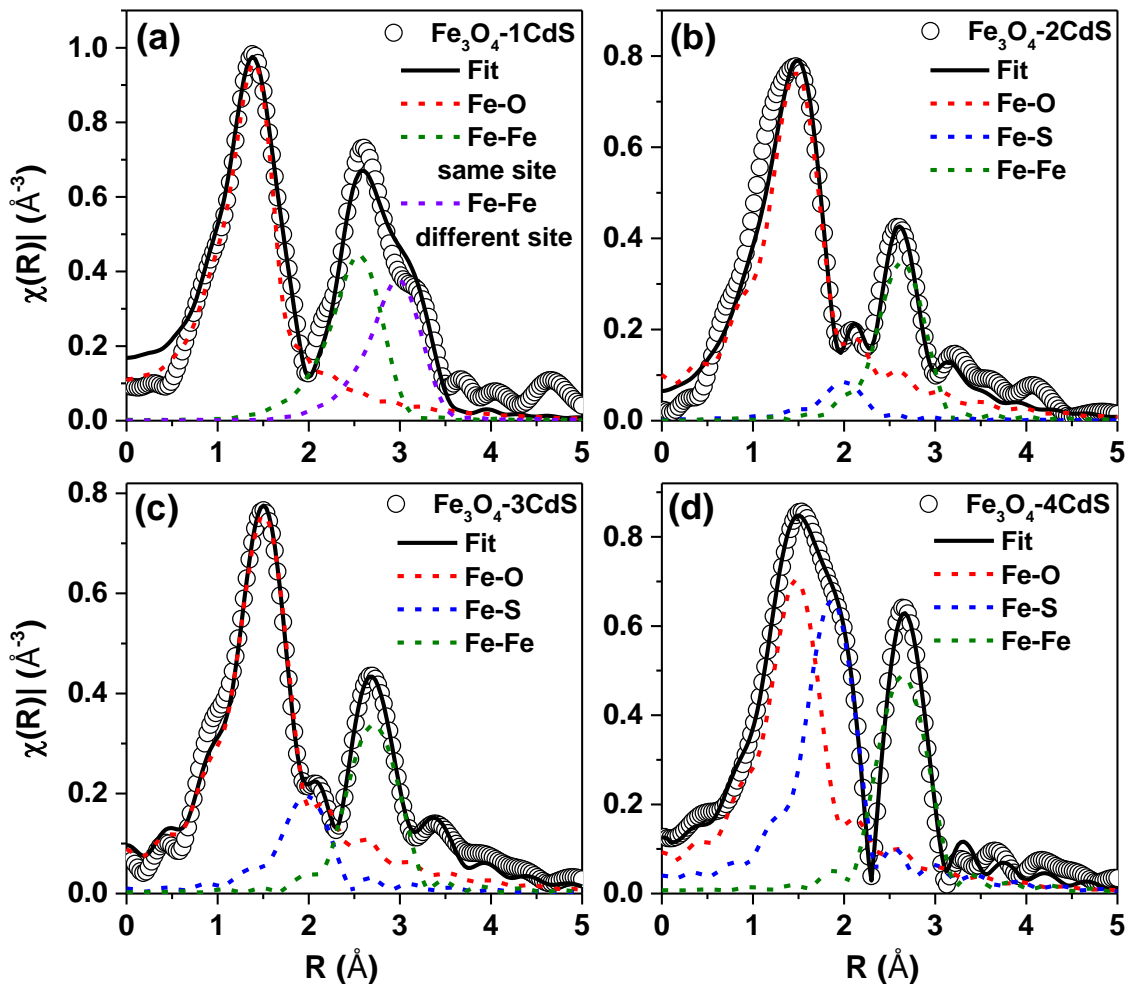 (a)
Fe₃O₄-1CdS
Fit
Fe-O
Fe-Fe
same site
Fe-Fe
different site
χ(R)| (Å⁻³)
1.0
0.8
0.6
0.4
0.2
0.0
0 1 2 3 4 5
(b)
Fe₃O₄-2CdS
Fit
Fe-O
Fe-S
Fe-Fe
χ(R)| (Å⁻³)
0.8
0.6
0.4
0.2
0.0
0 1 2 3 4 5
(c)
Fe₃O₄-3CdS
Fit
Fe-O
Fe-S
Fe-Fe
χ(R)| (Å⁻³)
0.8
0.6
0.4
0.2
0.0
0 1 2 3 4 5
R (Å)
(d)
Fe₃O₄-4CdS
Fit
Fe-O
Fe-S
Fe-Fe
χ(R)| (Å⁻³)
0.8
0.6
0.4
0.2
0.0
0 1 2 3 4 5
R (Å)